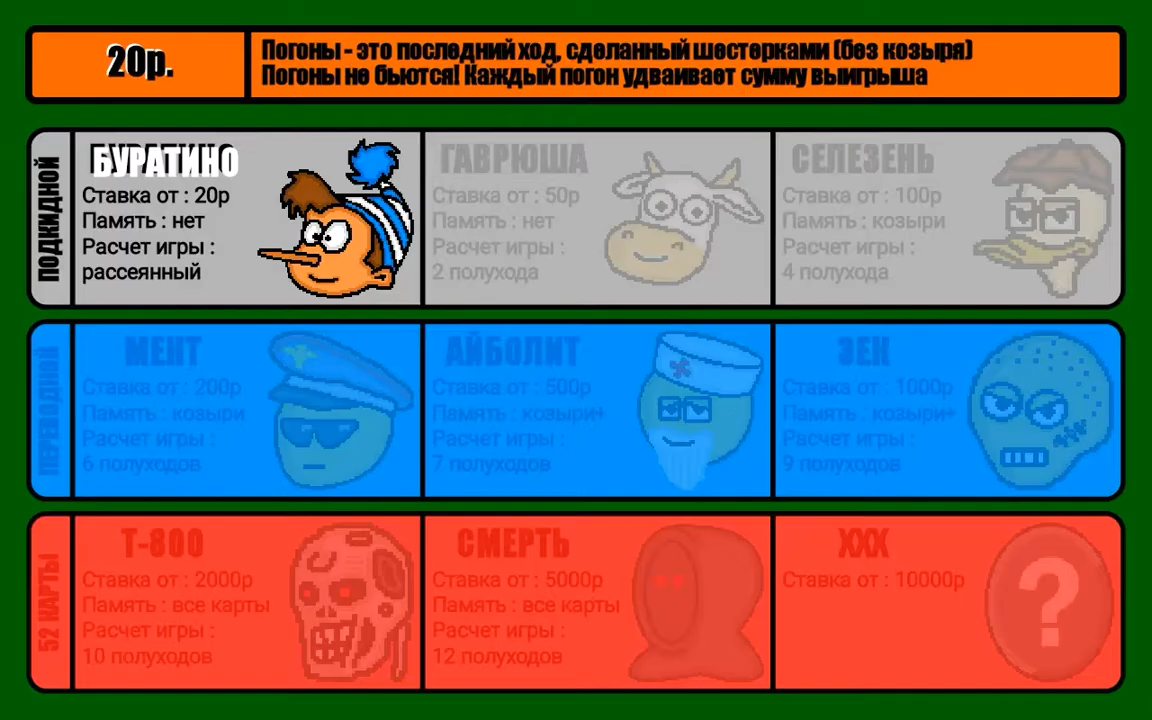 20р.
Погоны - это последний ход, сделанный шестерками (без козыря)
Погоны не бьются! Каждый погон удваивает сумму выигрыша
ПОДКИДНОЙ
БУРАТИНО
Ставка от : 20р
Память : нет
Расчет игры :
рассеянный
ГАВРЮША
Ставка от : 50р
Память : нет
Расчет игры :
2 полухода
СЕЛЕЗЕНЬ
Ставка от : 100р
Память : козыри
Расчет игры :
4 полухода
ПЕРЕВОДНОЙ
МЕНТ
Ставка от : 200р
Память : козыри
Расчет игры :
6 полуходов
АЙБОЛИТ
Ставка от : 500р
Память : козыри+
Расчет игры :
7 полуходов
ЗЕК
Ставка от : 1000р
Память : козыри+
Расчет игры :
9 полуходов
52 КАРТЫ
Т-800
Ставка от : 2000р
Память : все карты
Расчет игры :
10 полуходов
СМЕРТЬ
Ставка от : 5000р
Память : все карты
Расчет игры :
12 полуходов
ХХХ
Ставка от : 10000р
?